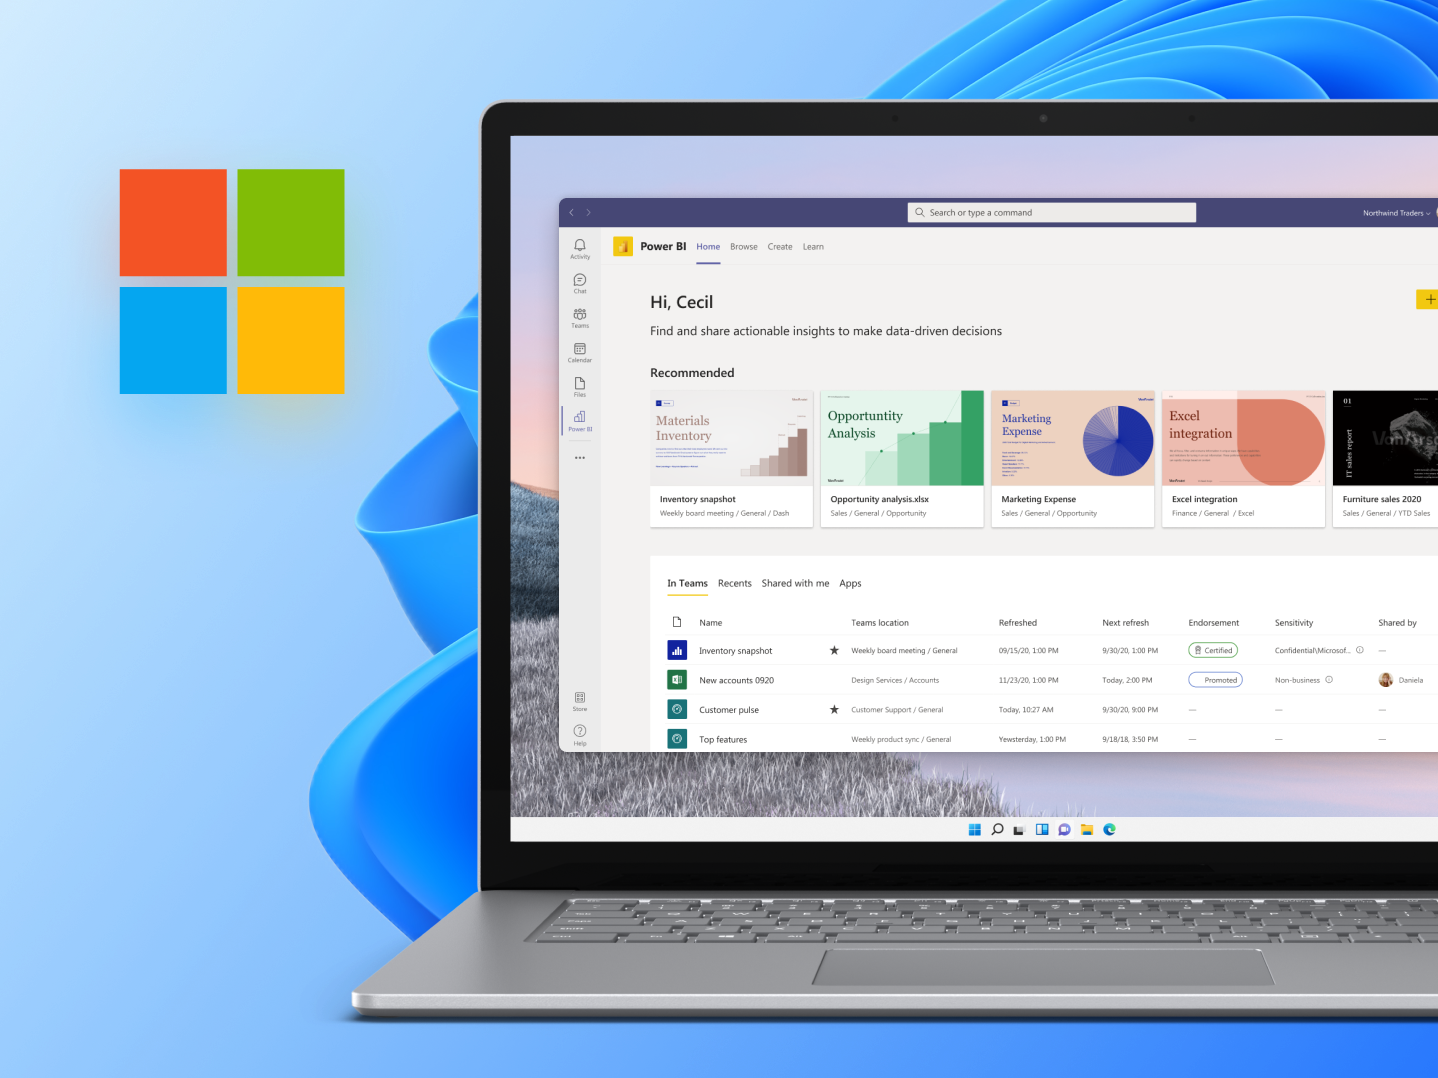 Search or type a command
Northwind Traders
Activity
Chat
Teams
Calendar
Files
Power BI
Store
Help
Power BI Home Browse Create Learn
Hi, Cecil
Find and share actionable insights to make data-driven decisions
Recommended
Materials
Inventory
Inventory snapshot
Weekly board meeting / General / Dash
Opportuntity
Analysis
Opportunity analysis.xlsx
Sales / General / Opportunity
Marketing
Expense
Marketing Expense
Sales / General / Opportunity
Excel
integration
Excel integration
Finance / General / Excel
01
IT sales report
Furniture sales 2020
Sales / General / YTD Sales
In Teams Recents Shared with me Apps
Name Teams location Refreshed Next refresh Endorsement Sensitivity Shared by
Inventory snapshot Weekly board meeting / General 09/15/20, 1:00 PM 9/30/20, 1:00 PM Certified Confidential\Microsof... —
New accounts 0920 Design Services / Accounts 11/23/20, 1:00 PM Today, 2:00 PM Promoted Non-business Daniela
Customer pulse Customer Support / General Today, 10:27 AM 9/30/20, 9:00 PM — — —
Top features Weekly product sync / General Yewsterday, 1:00 PM 9/18/18, 3:50 PM — — —